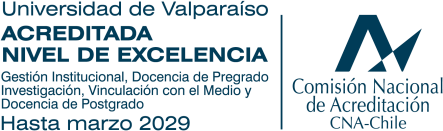 Universidad de Valparaíso
ACREDITADA
NIVEL DE EXCELENCIA
Gestión Institucional, Docencia de Pregrado
Investigación, Vinculación con el Medio y
Docencia de Postgrado
Hasta marzo 2029
Comisión Nacional
de Acreditación
CNA-Chile